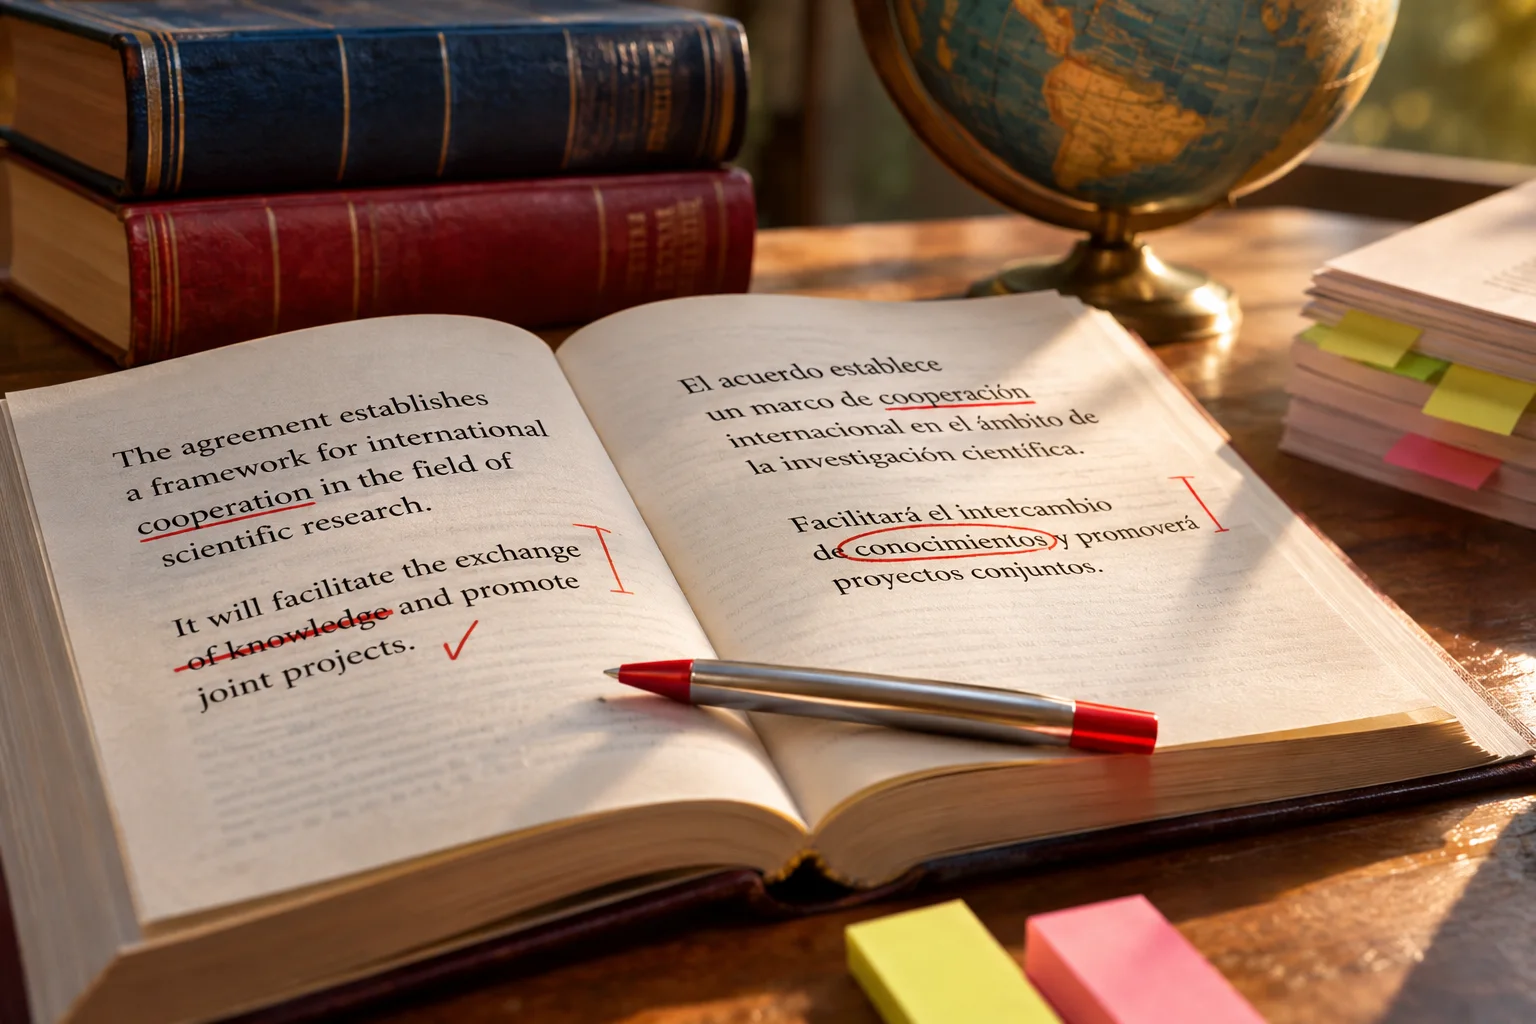 The agreement establishes
a framework for international
cooperation in the field of
scientific research.
It will facilitate the exchange
of knowledge and promote
joint projects.
El acuerdo establece
un marco de cooperación
internacional en el ámbito de
la investigación científica.
Facilitará el intercambio
de conocimientos y promoverá
proyectos conjuntos.